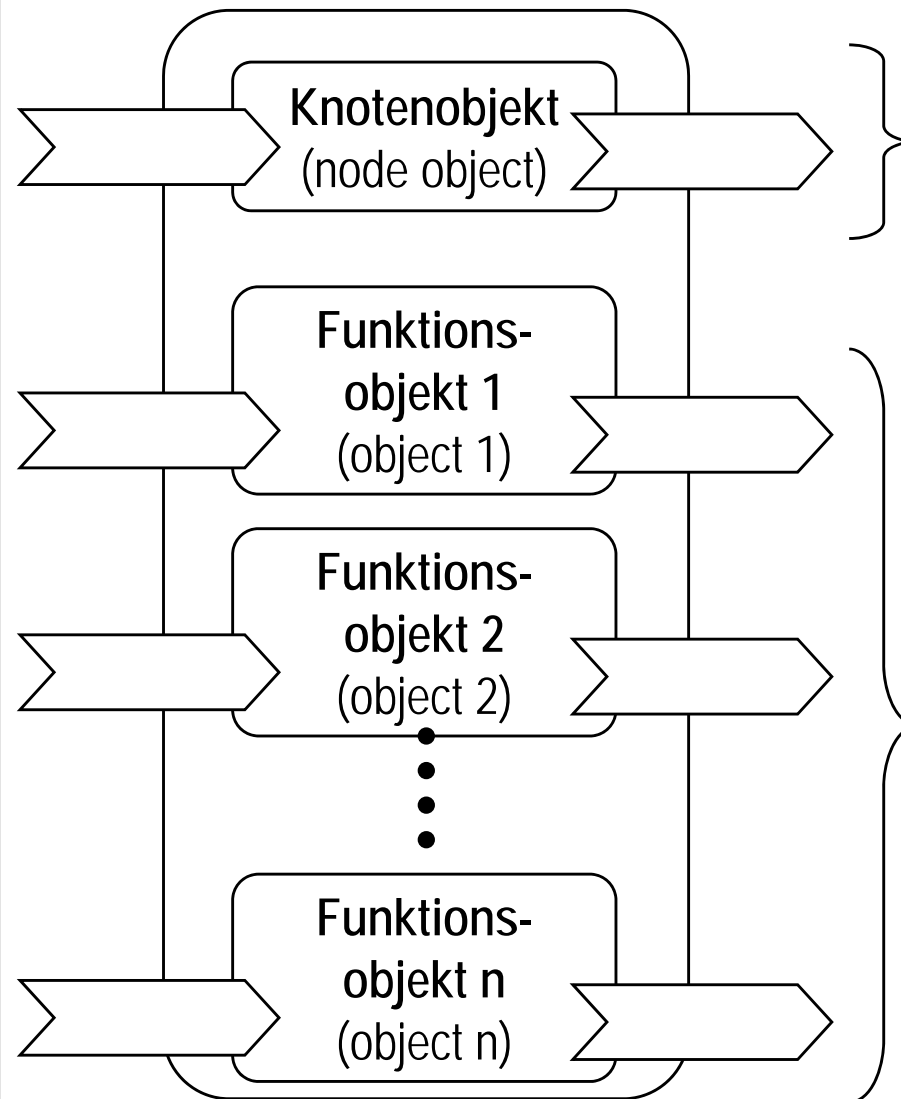 Knotenobjekt
(node object)
Funktions-
objekt 1
(object 1)
Funktions-
objekt 2
(object 2)
Funktions-
objekt n
(object n)